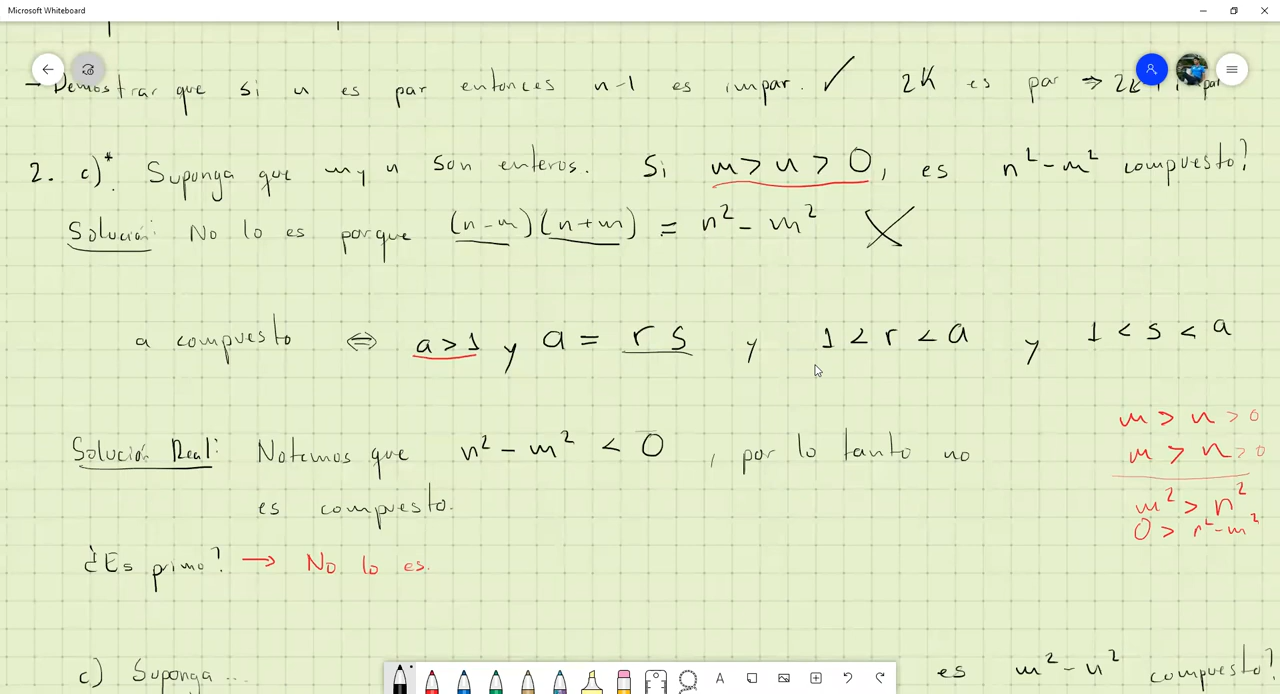 Microsoft Whiteboard
- Demostrar que si n es par entonces n-1 es impar. ✓ 2K es par ⇒
2. c)*. Suponga que m y n son enteros. Si m > n > 0, es n² - m² compuesto?
Solución: No lo es porque (n-m)(n+m) = n² - m² X
a compuesto ⇔ a > 1 y a = r s y 1 < r < a y 1 < s < a
m > n > 0
Solución Real: Notemos que n² - m² < 0, por lo tanto no
m > n > 0
es compuesto.
m² > n²
0 > n² - m²
¿Es primo? → No lo es.
c) Suponga ... es m² - n² compuesto?